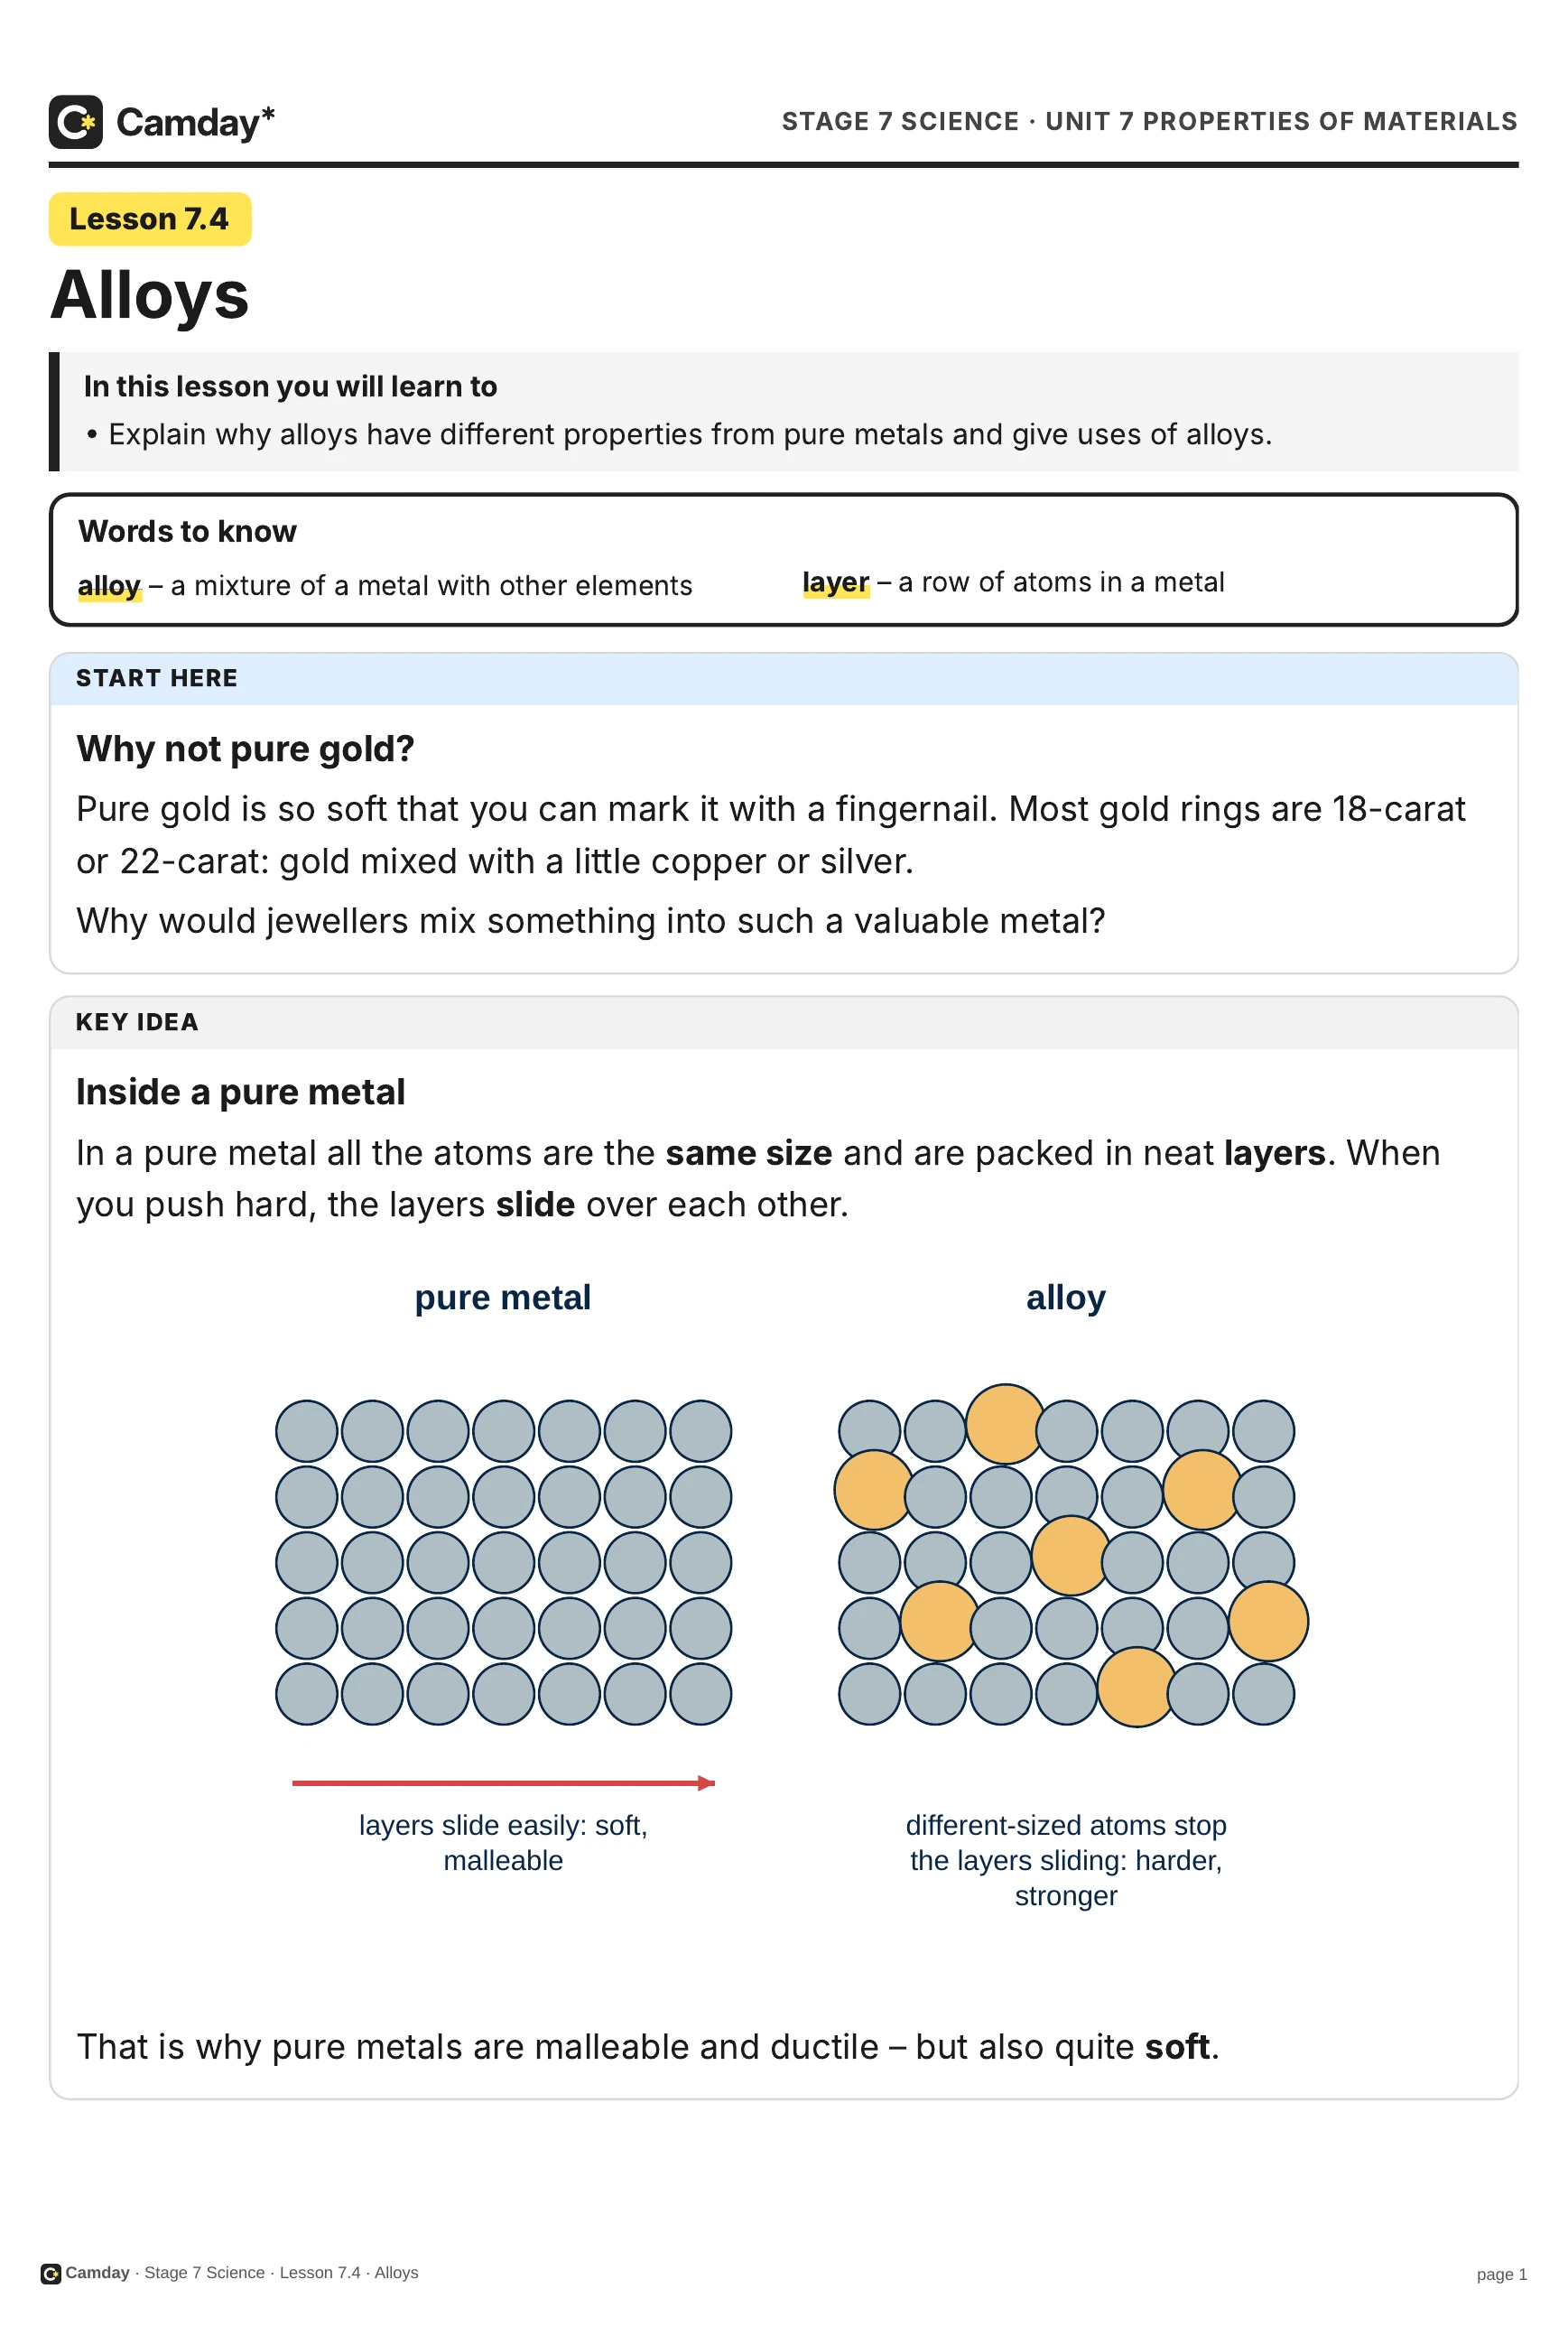 Camday*
STAGE 7 SCIENCE · UNIT 7 PROPERTIES OF MATERIALS
Lesson 7.4
Alloys
In this lesson you will learn to
• Explain why alloys have different properties from pure metals and give uses of alloys.
Words to know
alloy – a mixture of a metal with other elements
layer – a row of atoms in a metal
START HERE
Why not pure gold?
Pure gold is so soft that you can mark it with a fingernail. Most gold rings are 18-carat
or 22-carat: gold mixed with a little copper or silver.
Why would jewellers mix something into such a valuable metal?
KEY IDEA
Inside a pure metal
In a pure metal all the atoms are the same size and are packed in neat layers. When
you push hard, the layers slide over each other.
pure metal
alloy
layers slide easily: soft,
malleable
different-sized atoms stop
the layers sliding: harder,
stronger
That is why pure metals are malleable and ductile – but also quite soft.
Camday · Stage 7 Science · Lesson 7.4 · Alloys
page 1